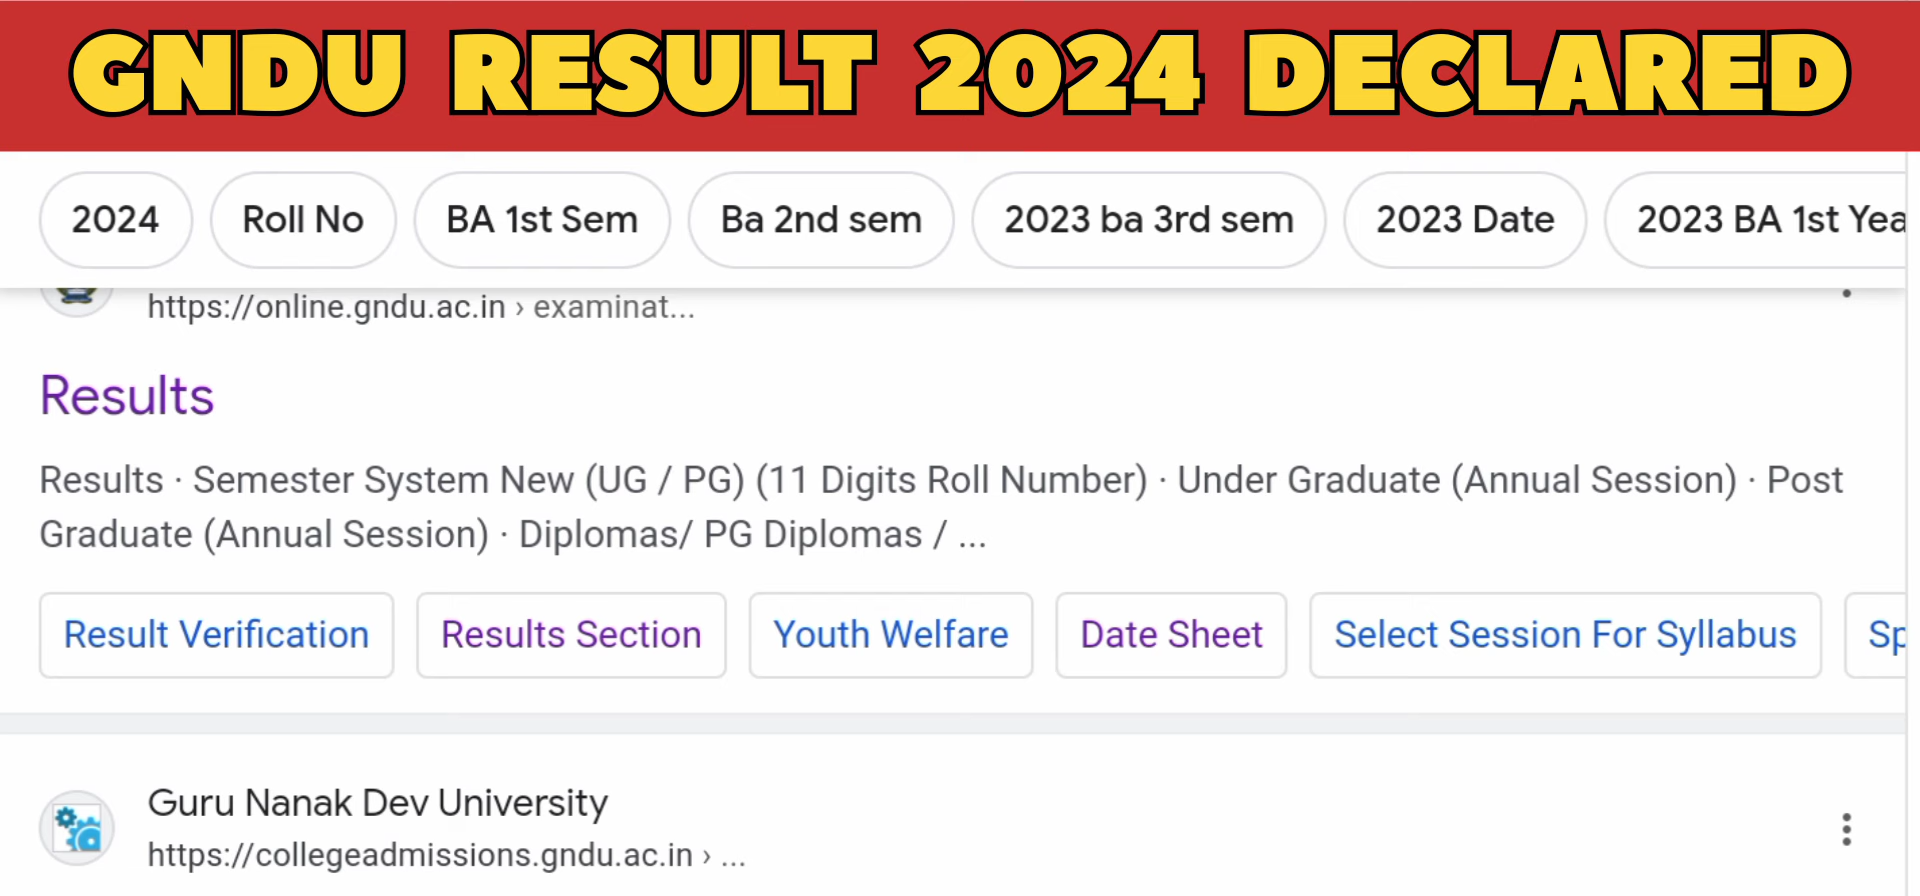 GNDU RESULT 2024 DECLARED
2024 Roll No BA 1st Sem Ba 2nd sem 2023 ba 3rd sem 2023 Date 2023 BA 1st Yea
https://online.gndu.ac.in › examinat...
Results
Results · Semester System New (UG / PG) (11 Digits Roll Number) · Under Graduate (Annual Session) · Post
Graduate (Annual Session) · Diplomas/ PG Diplomas / ...
Result Verification Results Section Youth Welfare Date Sheet Select Session For Syllabus Sp
Guru Nanak Dev University
https://collegeadmissions.gndu.ac.in › ...